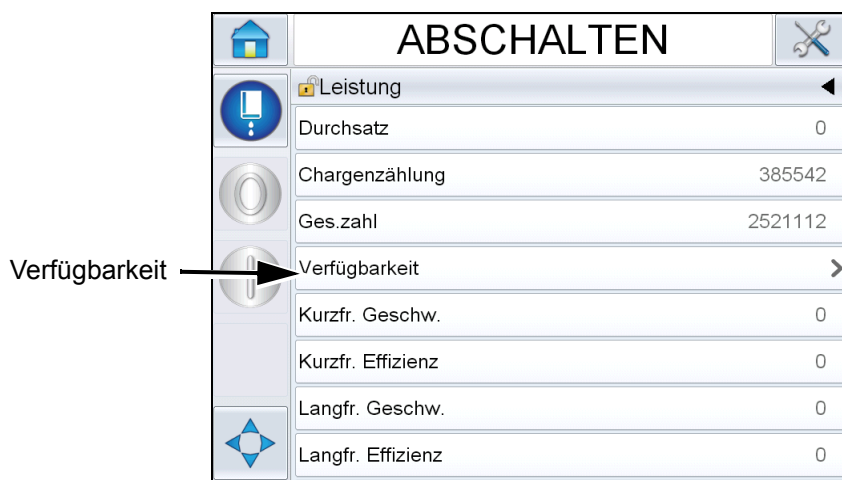 ABSCHALTEN
Leistung
Durchsatz 0
Chargenzählung 385542
Ges.zahl 2521112
Verfügbarkeit
Verfügbarkeit
Kurzfr. Geschw. 0
Kurzfr. Effizienz 0
Langfr. Geschw. 0
Langfr. Effizienz 0